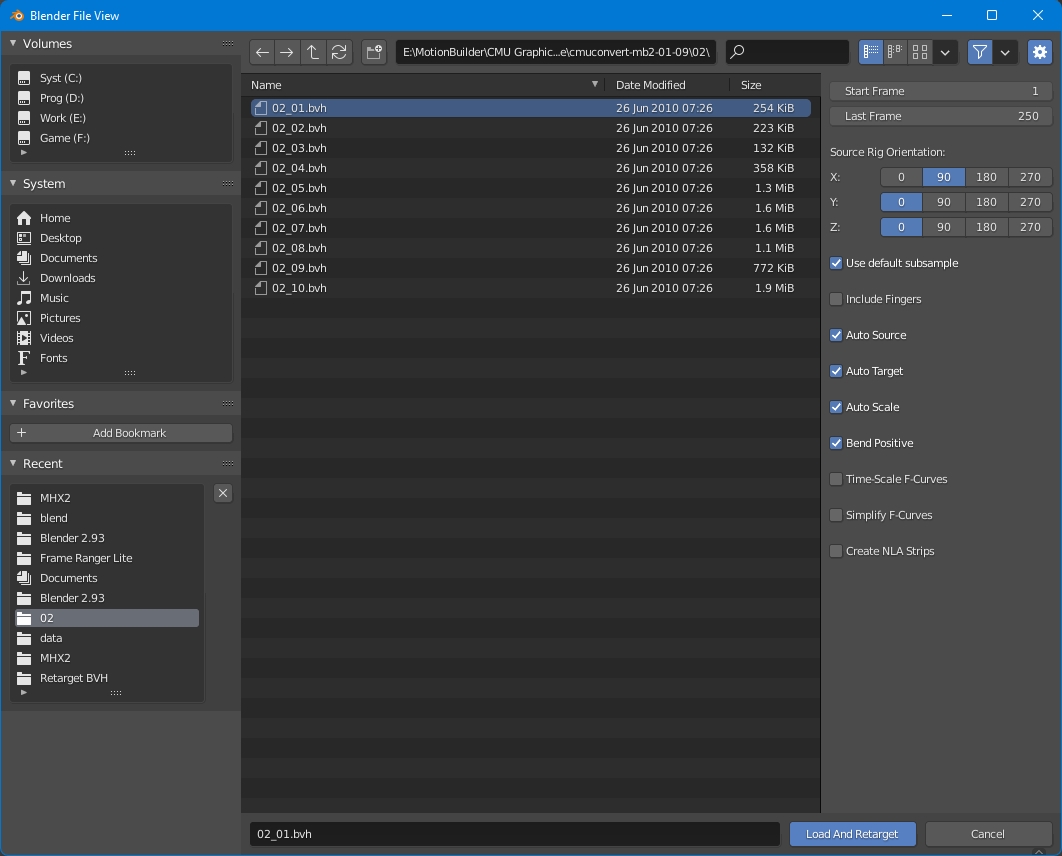 Blender File View
Volumes
Syst (C:)
Prog (D:)
Work (E:)
Game (F:)
System
Home
Desktop
Documents
Downloads
Music
Pictures
Videos
Fonts
Favorites
Add Bookmark
Recent
MHX2
blend
Blender 2.93
Frame Ranger Lite
Documents
Blender 2.93
02
data
MHX2
Retarget BVH
E:\MotionBuilder\CMU Graphic...e\cmuconvert-mb2-01-09\02\
Name Date Modified Size
02_01.bvh 26 Jun 2010 07:26 254 KiB
02_02.bvh 26 Jun 2010 07:26 223 KiB
02_03.bvh 26 Jun 2010 07:26 132 KiB
02_04.bvh 26 Jun 2010 07:26 358 KiB
02_05.bvh 26 Jun 2010 07:26 1.3 MiB
02_06.bvh 26 Jun 2010 07:26 1.6 MiB
02_07.bvh 26 Jun 2010 07:26 1.6 MiB
02_08.bvh 26 Jun 2010 07:26 1.1 MiB
02_09.bvh 26 Jun 2010 07:26 772 KiB
02_10.bvh 26 Jun 2010 07:26 1.9 MiB
Start Frame 1
Last Frame 250
Source Rig Orientation:
X: 0 90 180 270
Y: 0 90 180 270
Z: 0 90 180 270
Use default subsample
Include Fingers
Auto Source
Auto Target
Auto Scale
Bend Positive
Time-Scale F-Curves
Simplify F-Curves
Create NLA Strips
02_01.bvh
Load And Retarget
Cancel